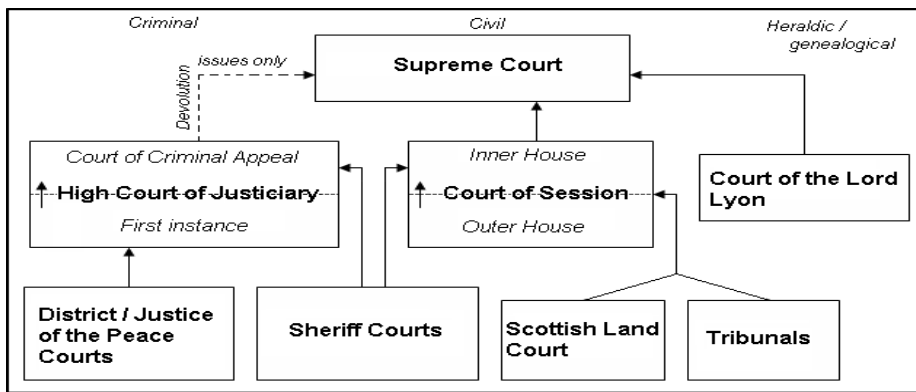 Criminal
Civil
Heraldic /
genealogical
Devolution
issues only
Supreme Court
Court of Criminal Appeal
High Court of Justiciary
First instance
Inner House
Court of Session
Outer House
Court of the Lord
Lyon
District / Justice
of the Peace
Courts
Sheriff Courts
Scottish Land
Court
Tribunals